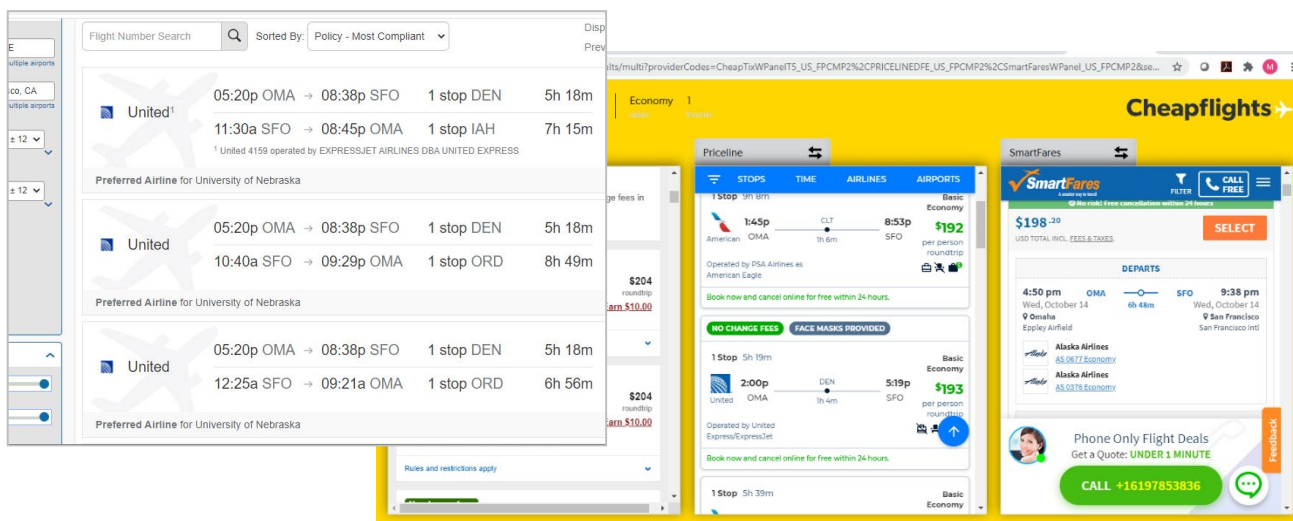 E
ultiple airports
co, CA
ultiple airports
± 12
± 12
Flight Number Search
Sorted By: Policy - Most Compliant
Disp
Prev
United¹
05:20p OMA → 08:38p SFO 1 stop DEN 5h 18m
11:30a SFO → 08:45p OMA 1 stop IAH 7h 15m
¹ United 4159 operated by EXPRESSJET AIRLINES DBA UNITED EXPRESS
Preferred Airline for University of Nebraska
United
05:20p OMA → 08:38p SFO 1 stop DEN 5h 18m
10:40a SFO → 09:29p OMA 1 stop ORD 8h 49m
Preferred Airline for University of Nebraska
United
05:20p OMA → 08:38p SFO 1 stop DEN 5h 18m
12:25a SFO → 09:21a OMA 1 stop ORD 6h 56m
Preferred Airline for University of Nebraska
ults/multi?providerCodes=CheapTixWPanelT5_US_FPCMP2%2CPRICELINEDFE_US_FPCMP2%2CSmartFaresWPanel_US_FPCMP2&se...
M
Economy 1
Cheapflights
ge fees in
$204
roundtrip
Earn $10.00
$204
roundtrip
Earn $10.00
Rules and restrictions apply
Priceline
STOPS TIME AIRLINES AIRPORTS
1 Stop 9h 8m Basic
Economy
American
1:45p CLT 8:53p
OMA 1h 6m SFO
$192
per person
roundtrip
Operated by PSA Airlines as
American Eagle
Book now and cancel online for free within 24 hours.
NO CHANGE FEES FACE MASKS PROVIDED
1 Stop 5h 19m Basic
Economy
United
2:00p DEN 5:19p
OMA 1h 4m SFO
$193
per person
roundtrip
Operated by United
Express/ExpressJet
Book now and cancel online for free within 24 hours.
1 Stop 5h 39m Basic
Economy
SmartFares
SmartFares
FILTER
CALL
FREE
No risk! Free cancellation within 24 hours
$198.20
USD TOTAL INCL. FEES & TAXES.
SELECT
DEPARTS
4:50 pm OMA SFO 9:38 pm
Wed, October 14 6h 48m Wed, October 14
Omaha San Francisco
Eppley Airfield San Francisco Intl
Alaska Alaska Airlines
AS 0677 Economy
Alaska Alaska Airlines
AS 0376 Economy
Feedback
Phone Only Flight Deals
Get a Quote: UNDER 1 MINUTE
CALL +16197853836